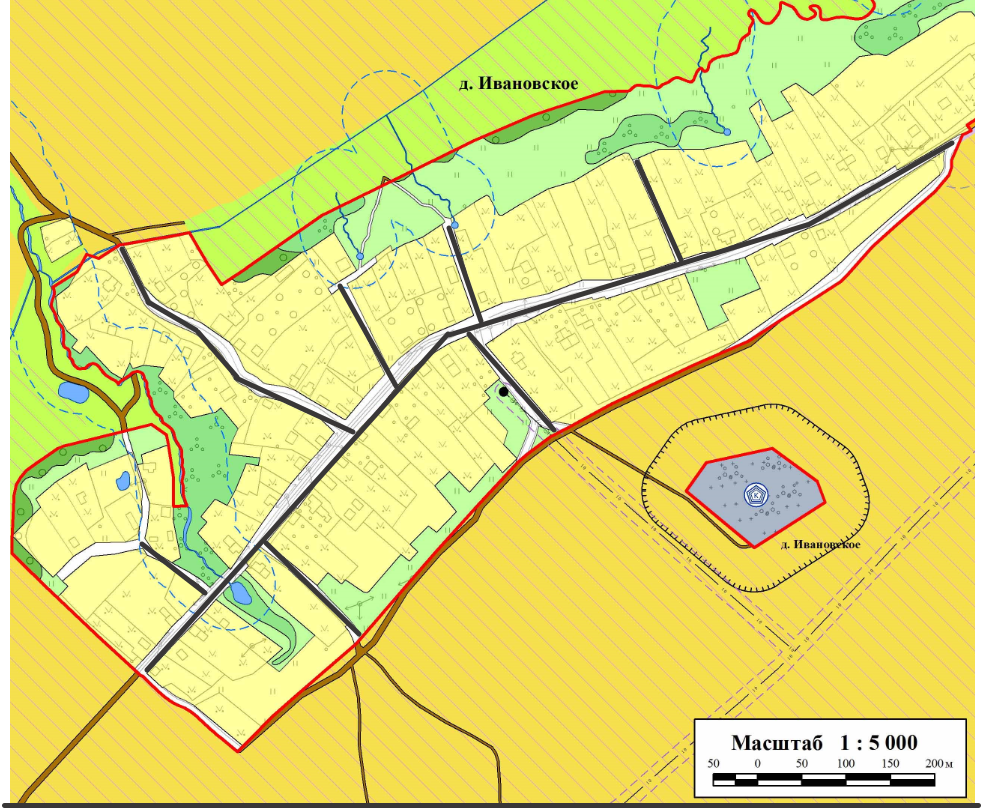 д. Ивановское
д. Ивановское
Масштаб 1 : 5 000
50 0 50 100 150 200 м